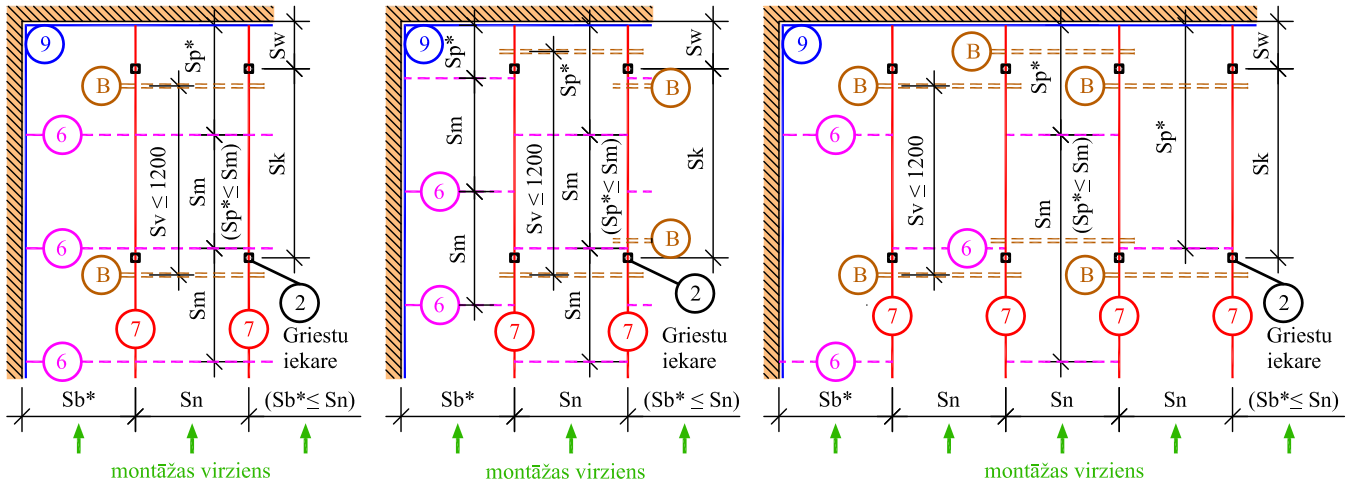 9
Sp*
Sw
B
6
Sv ≤ 1200
Sm
(Sp*≤ Sm)
Sk
6
B
2
7
7
Sm
Griestu
iekare
6
Sb*
Sn
(Sb*≤ Sn)
montāžas virziens
9
Sp*
Sp*
Sw
B
Sm
6
Sv ≤ 1200
Sm
(Sp*≤ Sm)
Sk
B
Sm
6
2
7
7
Griestu
iekare
Sb*
Sn
(Sb* ≤ Sn)
montāžas virziens
9
B
Sp*
Sw
B
B
6
Sv ≤ 1200
Sm
(Sp*≤ Sm)
Sp*
Sk
6
B
B
2
7
7
7
7
Griestu
iekare
6
Sb*
Sn
Sn
Sn
(Sb*≤ Sn)
montāžas virziens